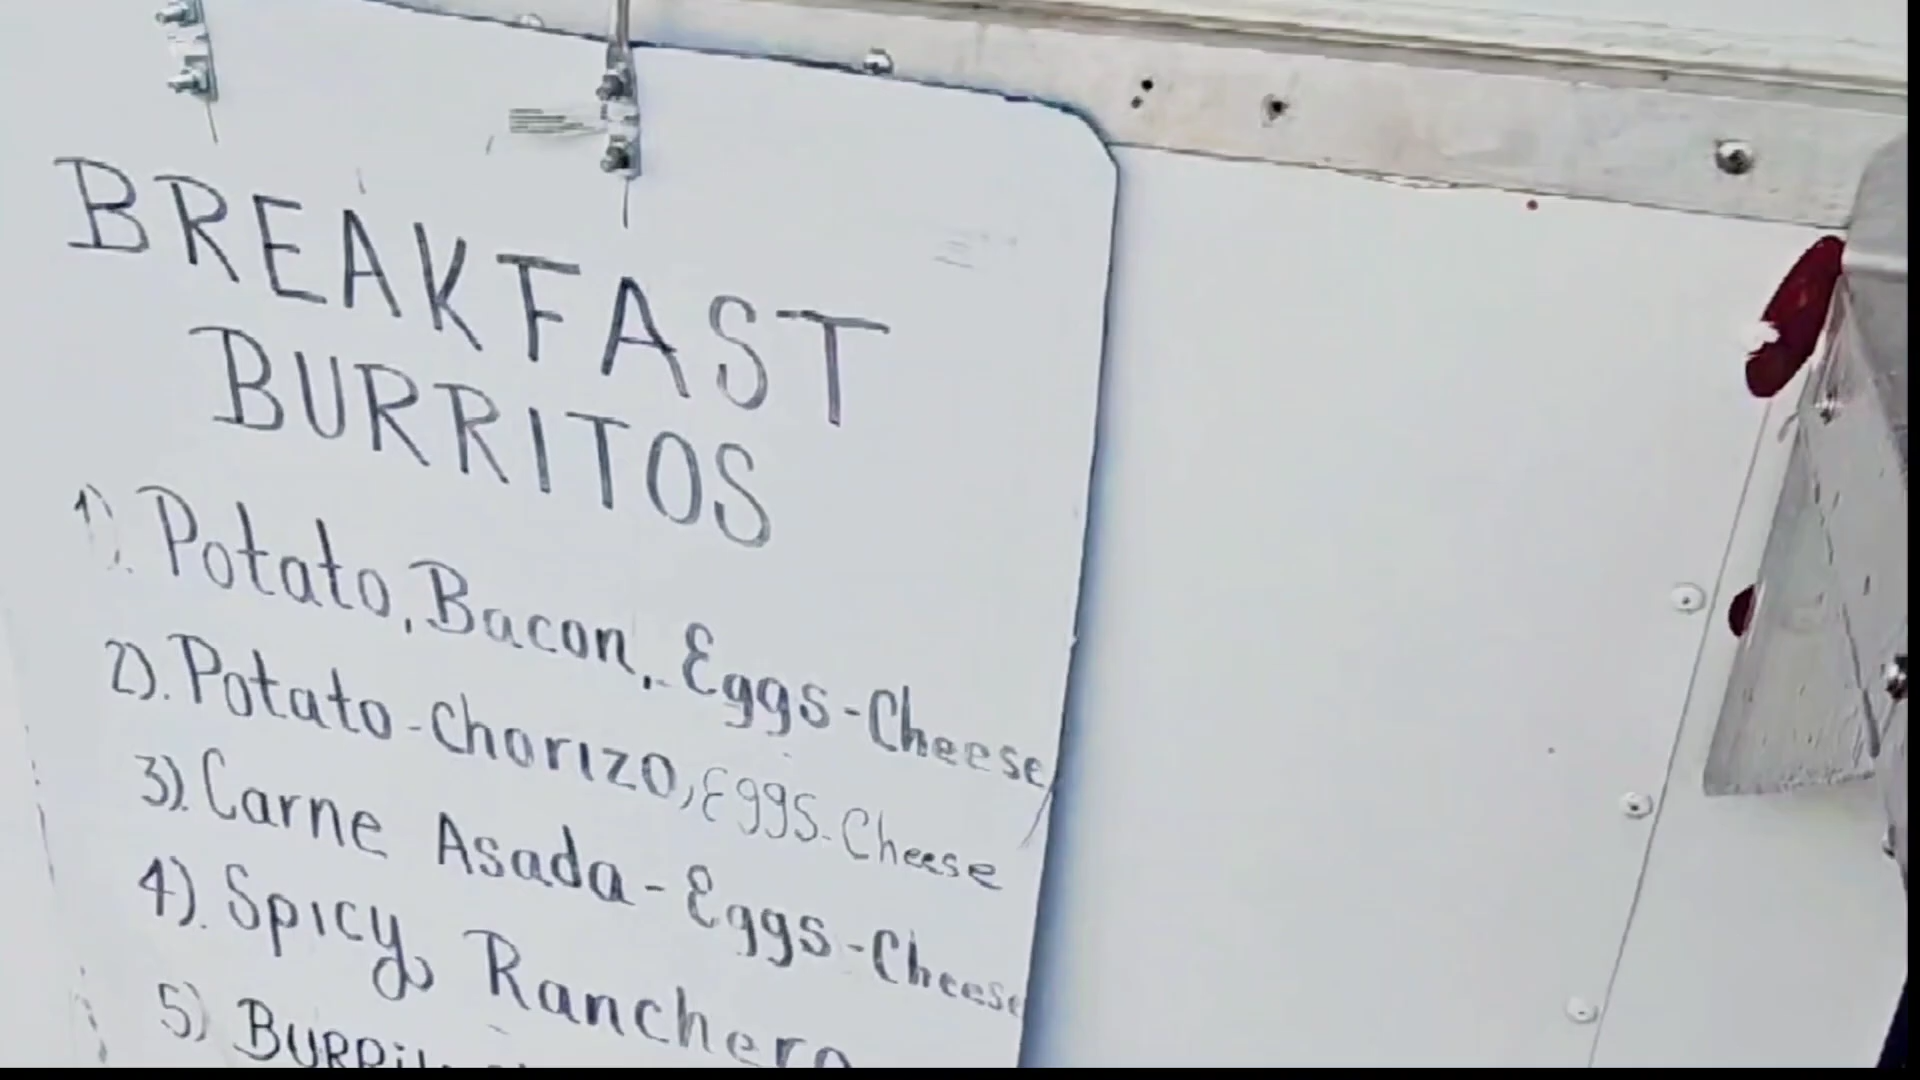 BREAKFAST
BURRITOS
1). Potato, Bacon, Eggs-Cheese
2). Potato-Chorizo, Eggs-Cheese
3). Carne Asada-Eggs-Cheese
4). Spicy Ranchero
5)